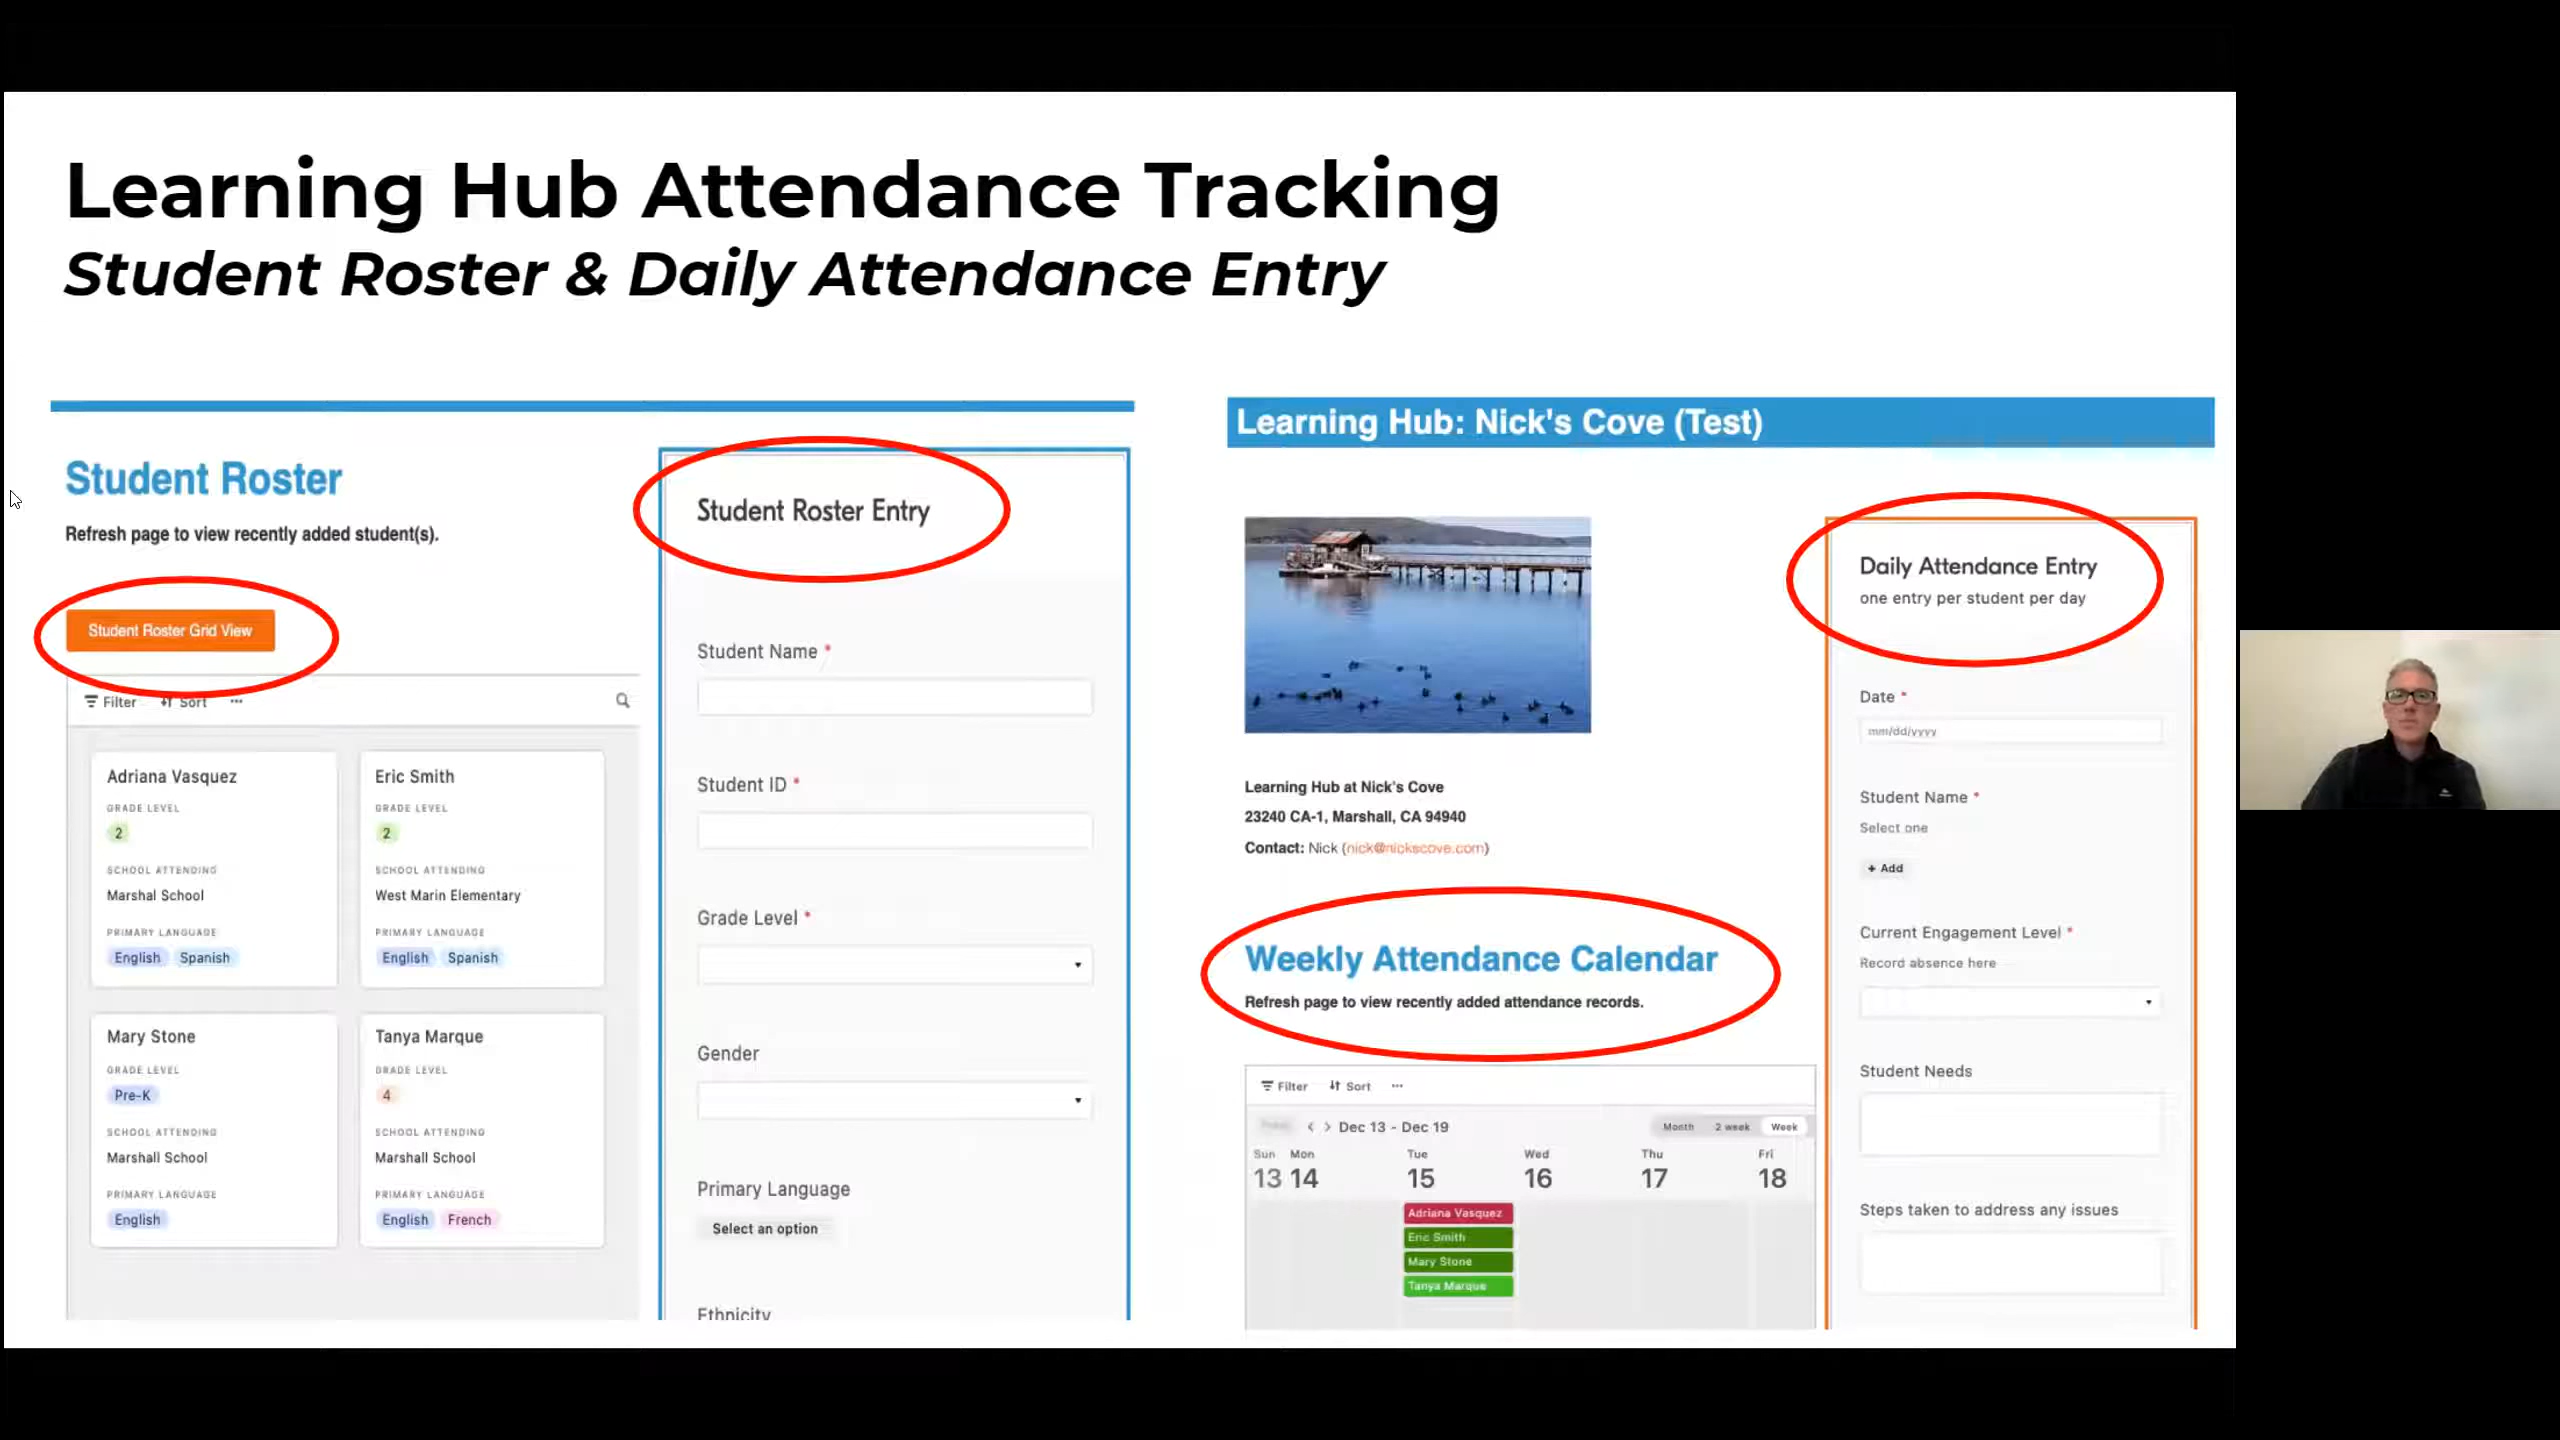 Learning Hub Attendance Tracking
Student Roster & Daily Attendance Entry
Student Roster
Refresh page to view recently added student(s).
Student Roster Grid View
Filter Sort ...
Adriana Vasquez
GRADE LEVEL
2
SCHOOL ATTENDING
Marshal School
PRIMARY LANGUAGE
English Spanish
Eric Smith
GRADE LEVEL
2
SCHOOL ATTENDING
West Marin Elementary
PRIMARY LANGUAGE
English Spanish
Mary Stone
GRADE LEVEL
Pre-K
SCHOOL ATTENDING
Marshall School
PRIMARY LANGUAGE
English
Tanya Marque
GRADE LEVEL
4
SCHOOL ATTENDING
Marshall School
PRIMARY LANGUAGE
English French
Student Roster Entry
Student Name *
Student ID *
Grade Level *
Gender
Primary Language
Select an option
Ethnicity
Learning Hub: Nick's Cove (Test)
Learning Hub at Nick's Cove
23240 CA-1, Marshall, CA 94940
Contact: Nick (nick@nickscove.com)
Weekly Attendance Calendar
Refresh page to view recently added attendance records.
Filter Sort ...
Today < > Dec 13 - Dec 19 Month 2 week Week
Sun Mon Tue Wed Thu Fri
13 14 15 16 17 18
Adriana Vasquez
Eric Smith
Mary Stone
Tanya Marque
Daily Attendance Entry
one entry per student per day
Date *
mm/dd/yyyy
Student Name *
Select one
+ Add
Current Engagement Level *
Record absence here
Student Needs
Steps taken to address any issues